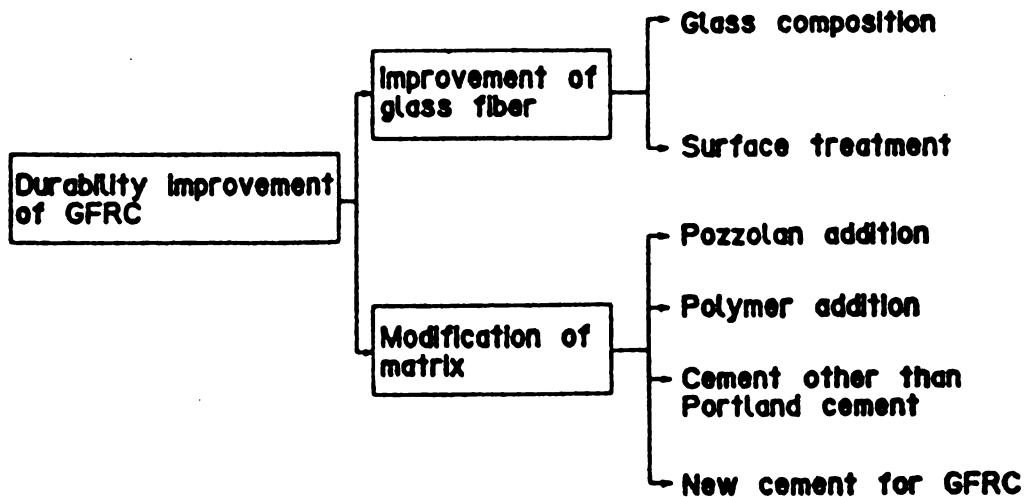 Durability improvement
of GFRC
Improvement of
glass fiber
Glass composition
Surface treatment
Modification of
matrix
Pozzolan addition
Polymer addition
Cement other than
Portland cement
New cement for GFRC